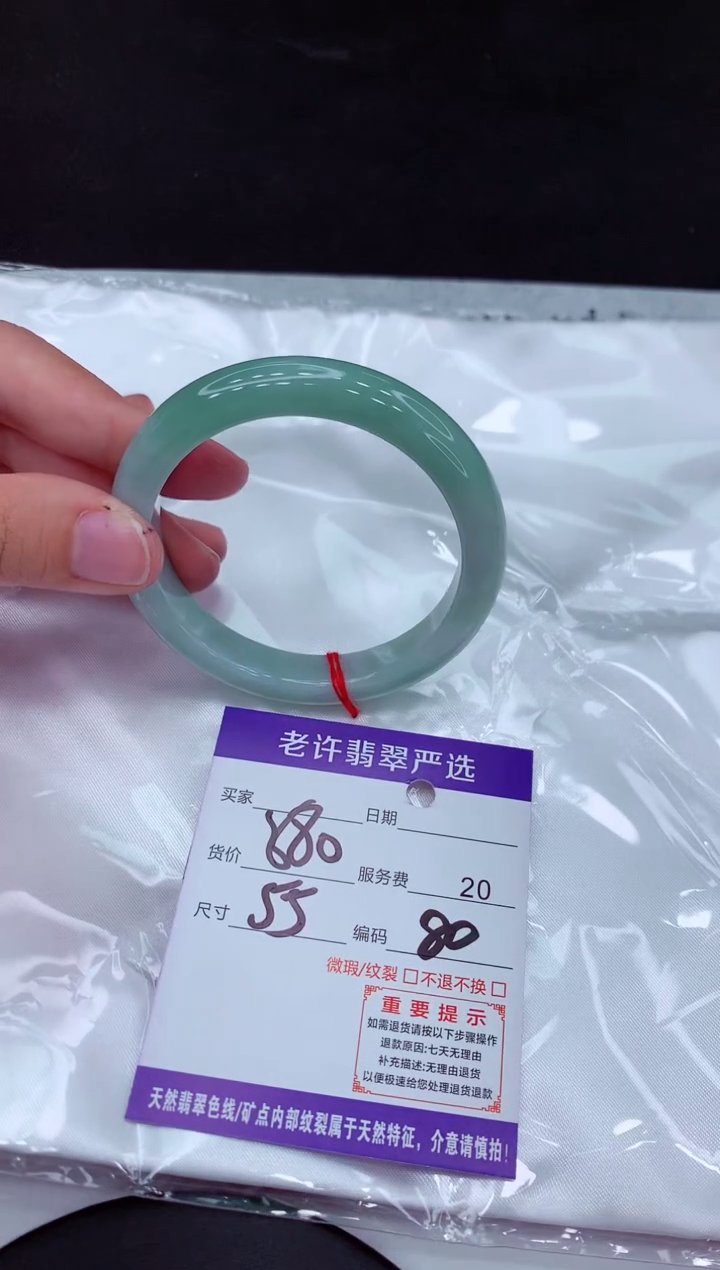 老许翡翠严选
买家 日期
货价 880 服务费 20
尺寸 55 编码 80
微瑕/纹裂 □不退不换 □
重要提示
如需退货请按以下步骤操作
退款原因:七天无理由
补充描述:无理由退货
以便极速给您处理退货退款
天然翡翠色线/矿点内部纹裂属于天然特征，介意请慎拍!